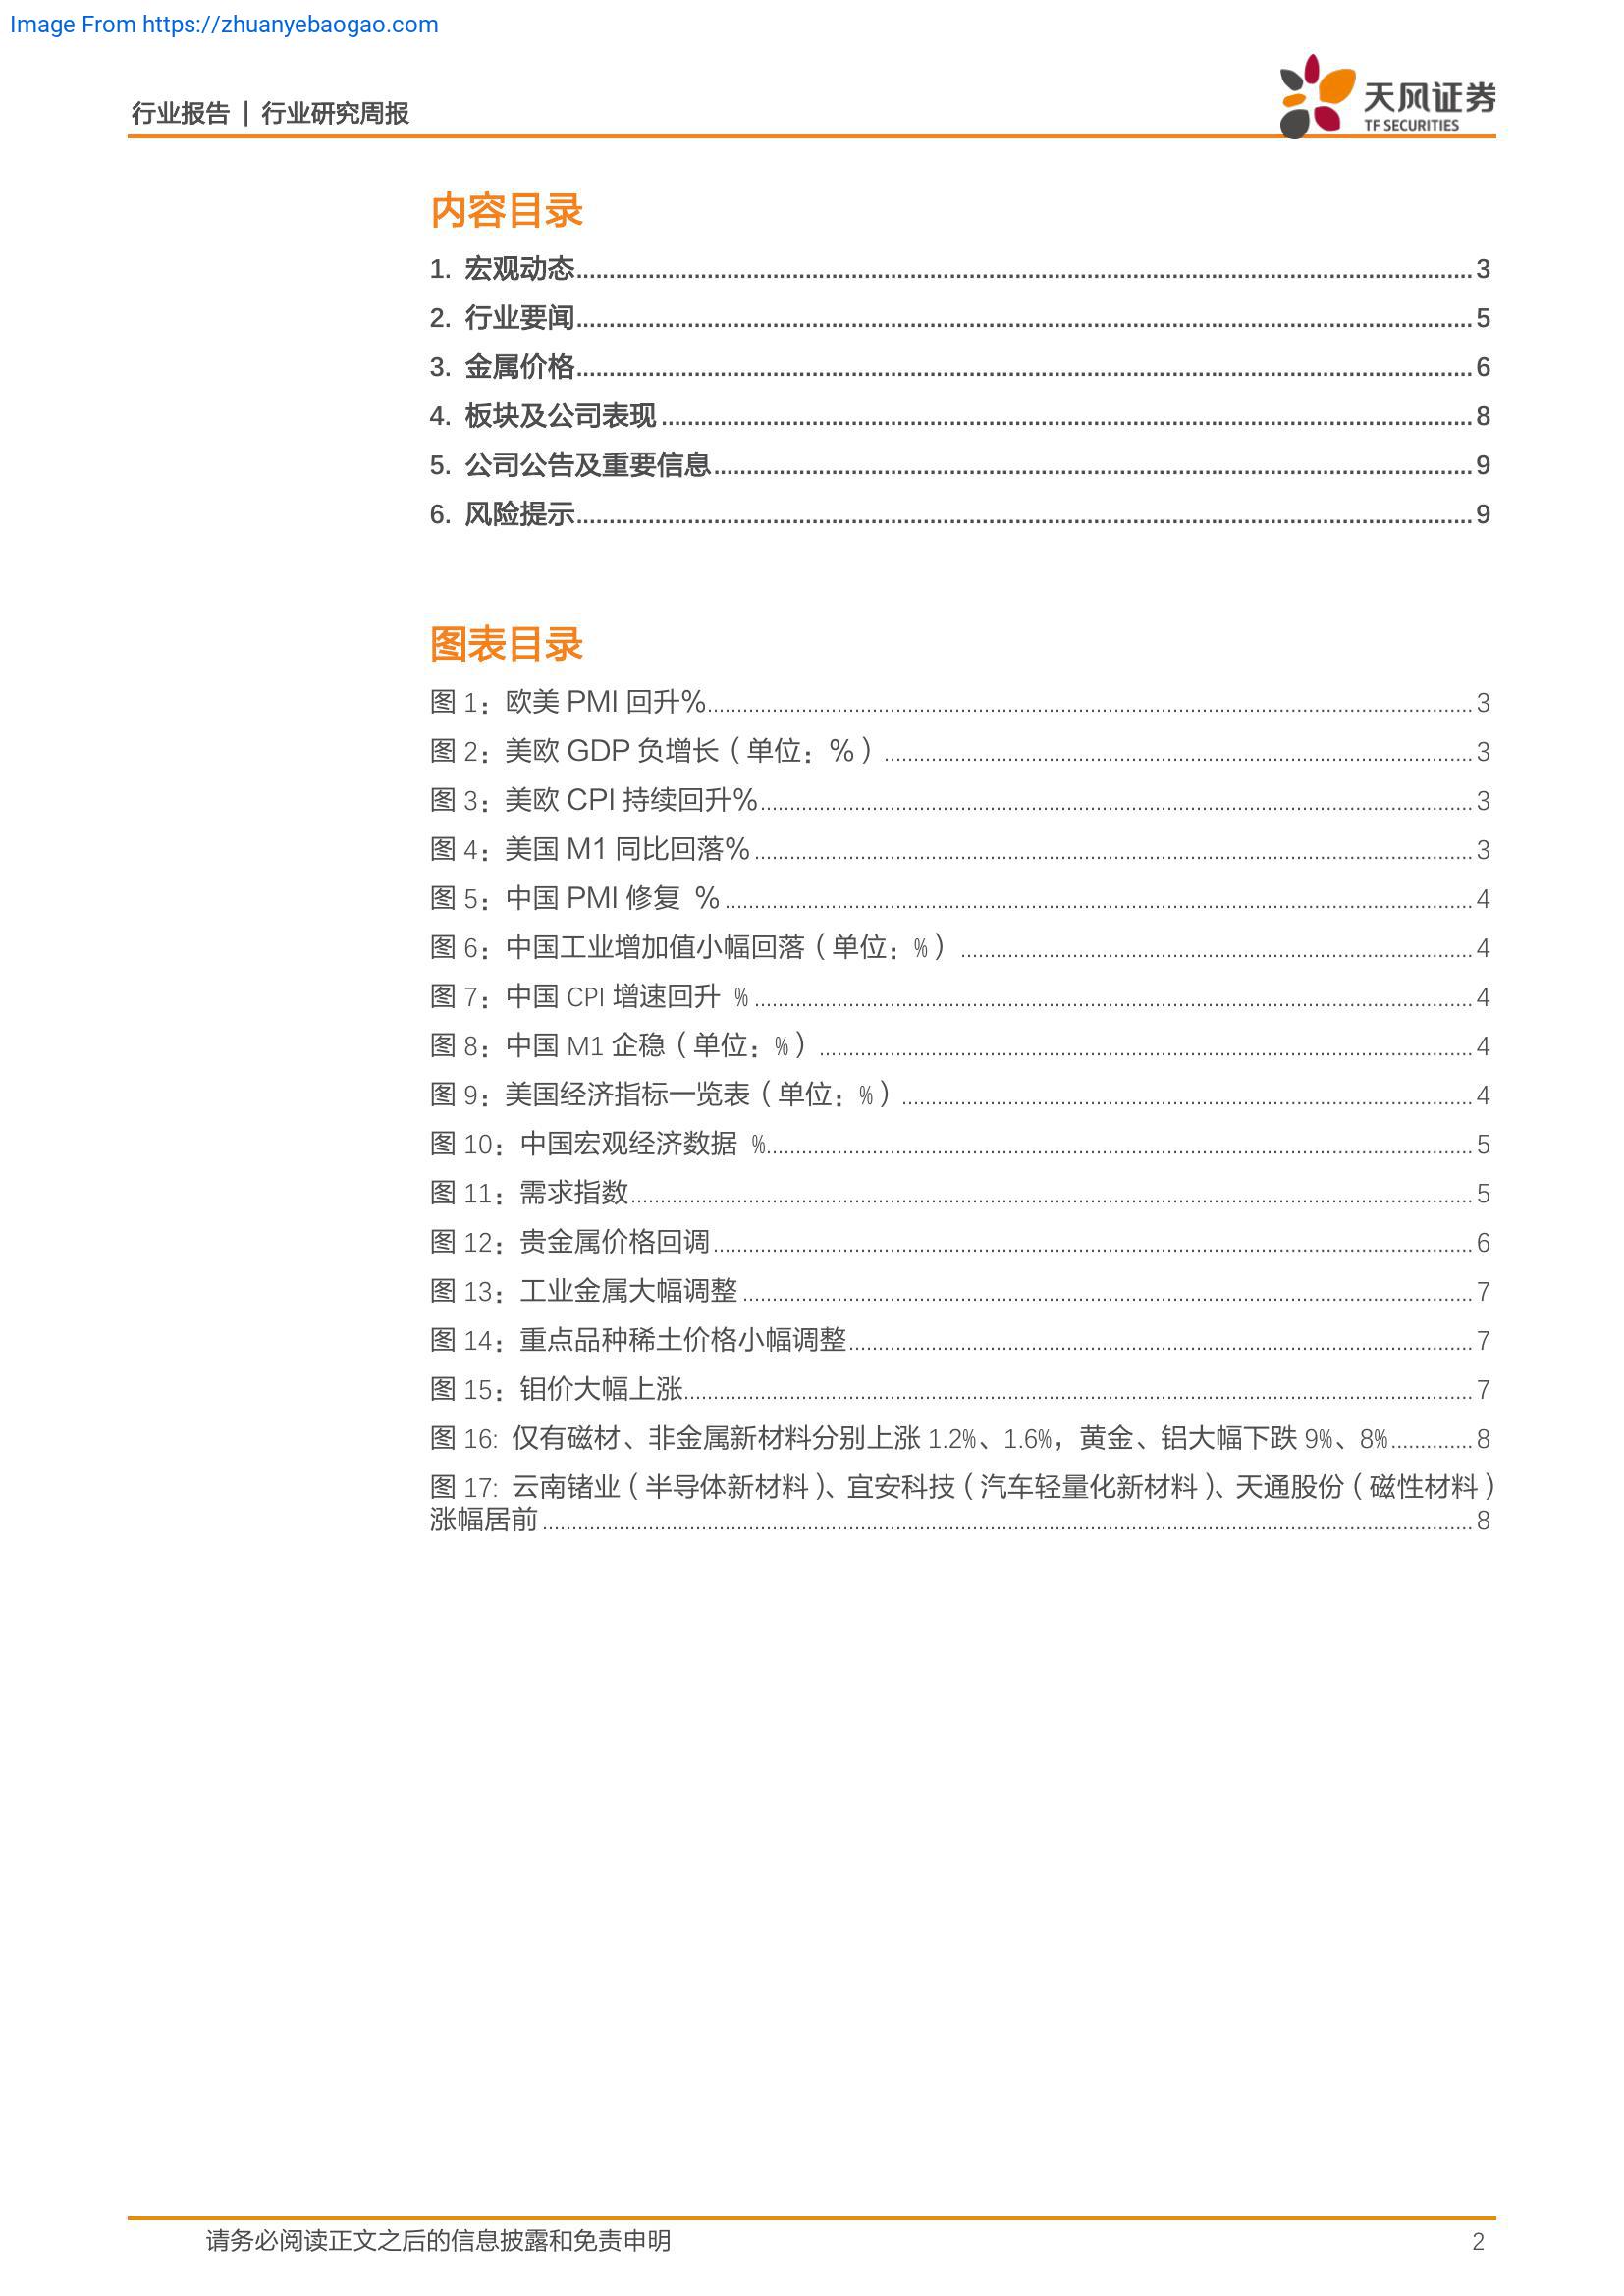 Image From https://zhuanyebaogao.com
行业报告 | 行业研究周报
天风证券
TF SECURITIES
内容目录
1. 宏观动态 3
2. 行业要闻 5
3. 金属价格 6
4. 板块及公司表现 8
5. 公司公告及重要信息 9
6. 风险提示 9
图表目录
图 1：欧美 PMI 回升% 3
图 2：美欧 GDP 负增长（单位：%） 3
图 3：美欧 CPI 持续回升% 3
图 4：美国 M1 同比回落% 3
图 5：中国 PMI 修复 % 4
图 6：中国工业增加值小幅回落（单位：%） 4
图 7：中国 CPI 增速回升 % 4
图 8：中国 M1 企稳（单位：%） 4
图 9：美国经济指标一览表（单位：%） 4
图 10：中国宏观经济数据 % 5
图 11：需求指数 5
图 12：贵金属价格回调 6
图 13：工业金属大幅调整 7
图 14：重点品种稀土价格小幅调整 7
图 15：钼价大幅上涨 7
图 16: 仅有磁材、非金属新材料分别上涨 1.2%、1.6%，黄金、铝大幅下跌 9%、8% 8
图 17: 云南锗业（半导体新材料）、宜安科技（汽车轻量化新材料）、天通股份（磁性材料）
涨幅居前 8
请务必阅读正文之后的信息披露和免责申明 2